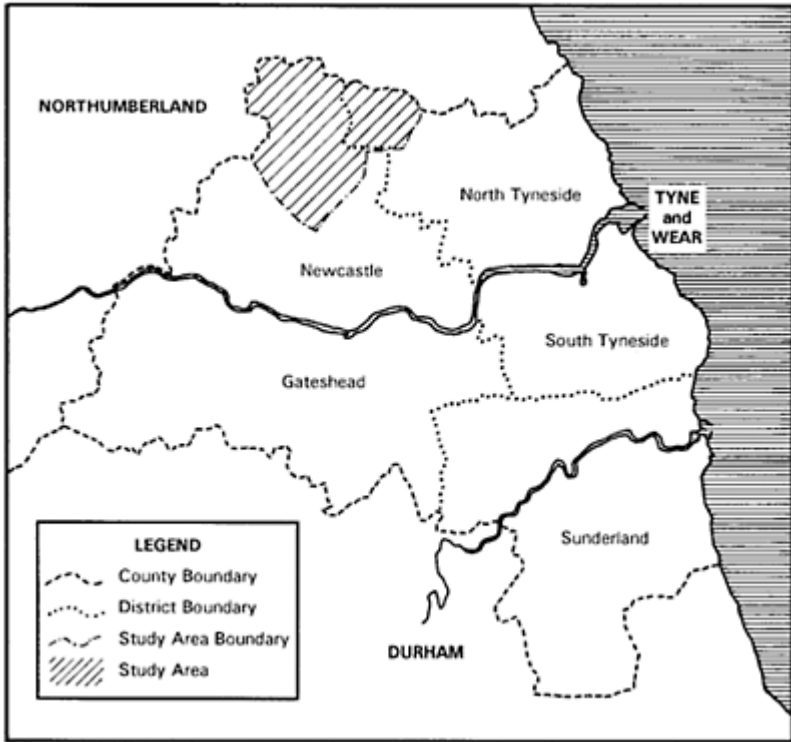 NORTHUMBERLAND
North Tyneside
TYNE
and
WEAR
Newcastle
South Tyneside
Gateshead
Sunderland
DURHAM
LEGEND
County Boundary
District Boundary
Study Area Boundary
Study Area